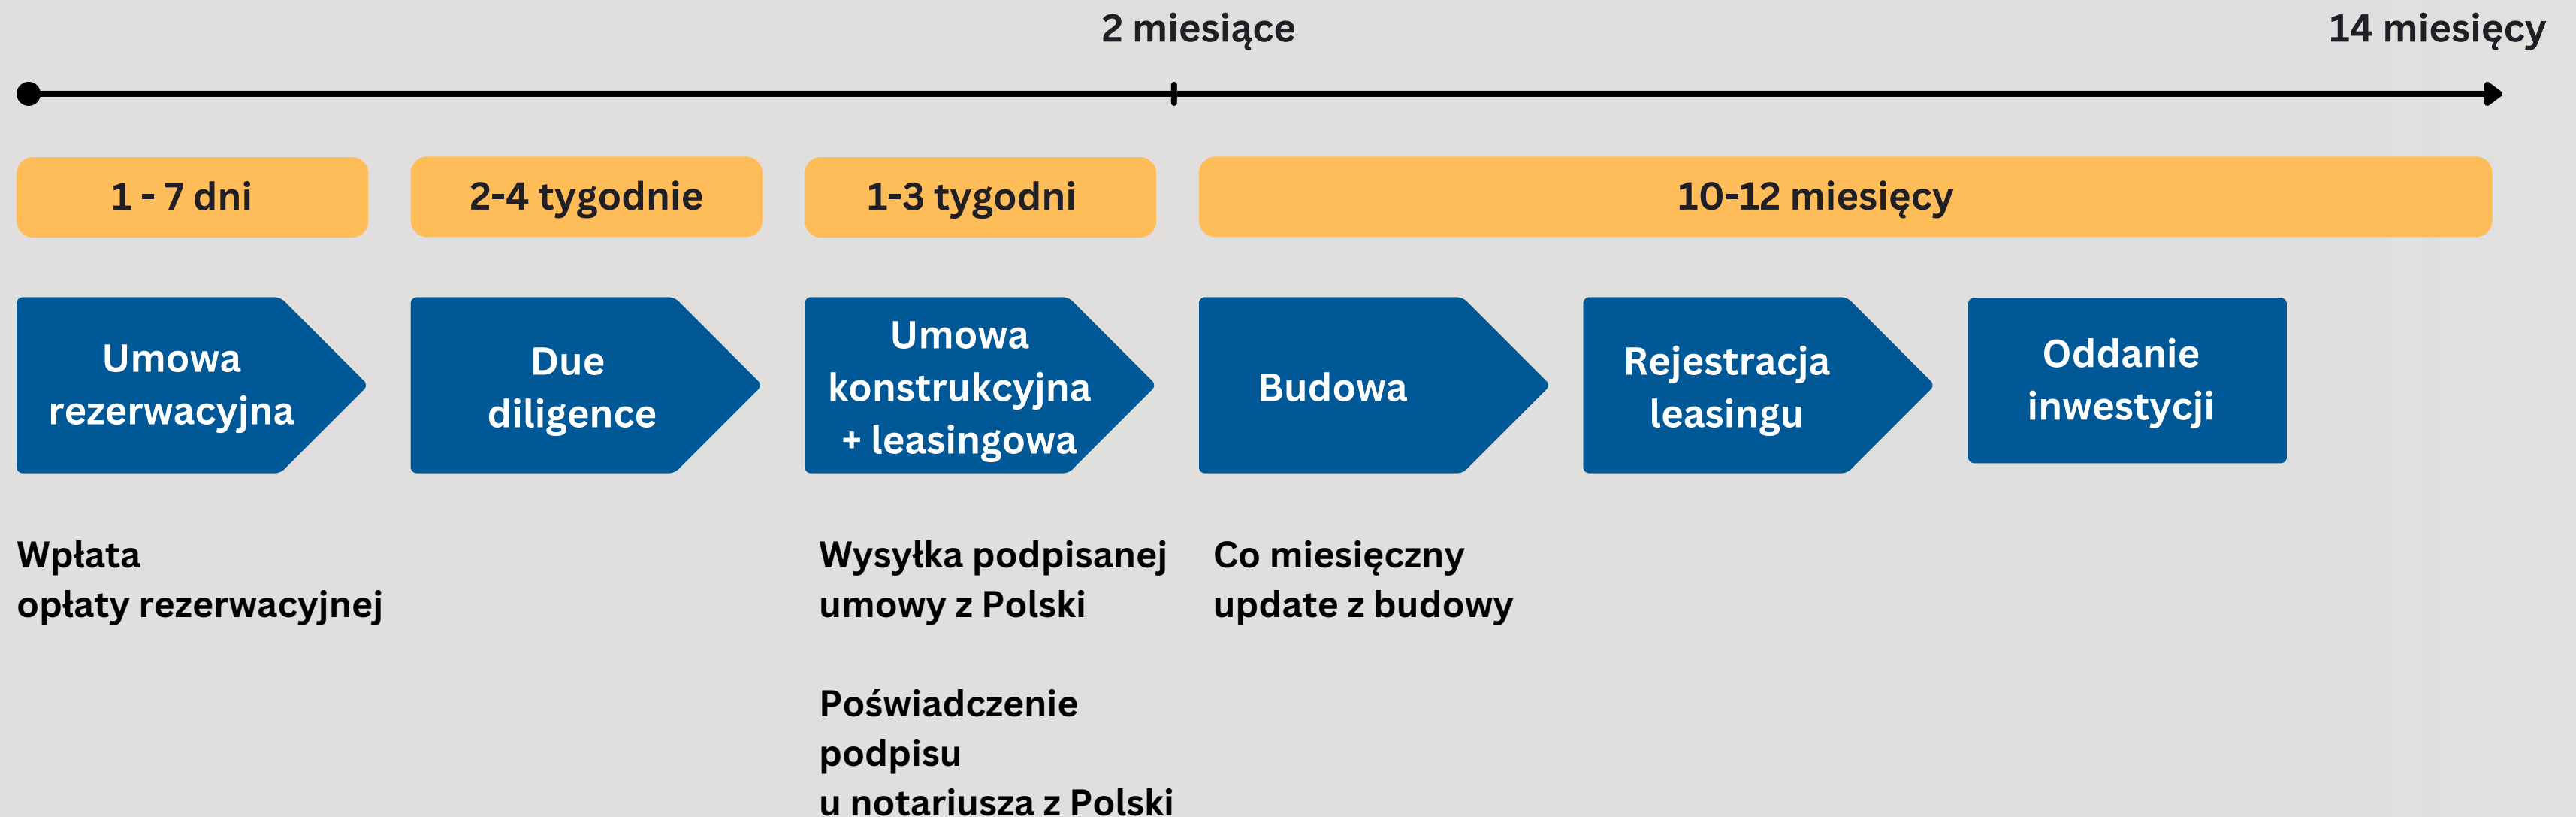 2 miesiące
14 miesięcy
1 - 7 dni
2-4 tygodnie
1-3 tygodni
10-12 miesięcy
Umowa
rezerwacyjna
Due
diligence
Umowa
konstrukcyjna
+ leasingowa
Budowa
Rejestracja
leasingu
Oddanie
inwestycji
Wpłata
opłaty rezerwacyjnej
Wysyłka podpisanej
umowy z Polski
Poświadczenie
podpisu
u notariusza z Polski
Co miesięczny
update z budowy